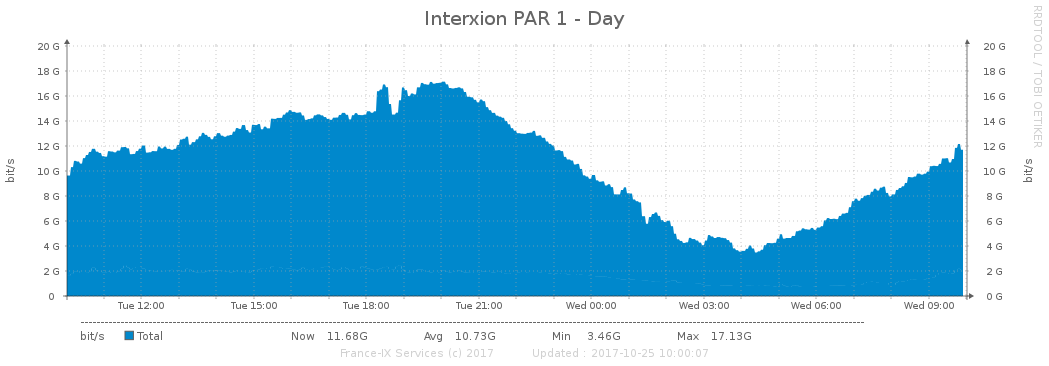 Interxion PAR 1 - Day
RRDTOOL / TOBI OETIKER
bit/s
bit/s
20 G 20 G
18 G 18 G
16 G 16 G
14 G 14 G
12 G 12 G
10 G 10 G
8 G 8 G
6 G 6 G
4 G 4 G
2 G 2 G
0 0 G
Tue 12:00 Tue 15:00 Tue 18:00 Tue 21:00 Wed 00:00 Wed 03:00 Wed 06:00 Wed 09:00
bit/s Total Now 11.68G Avg 10.73G Min 3.46G Max 17.13G
France-IX Services (c) 2017 Updated : 2017-10-25 10:00:07